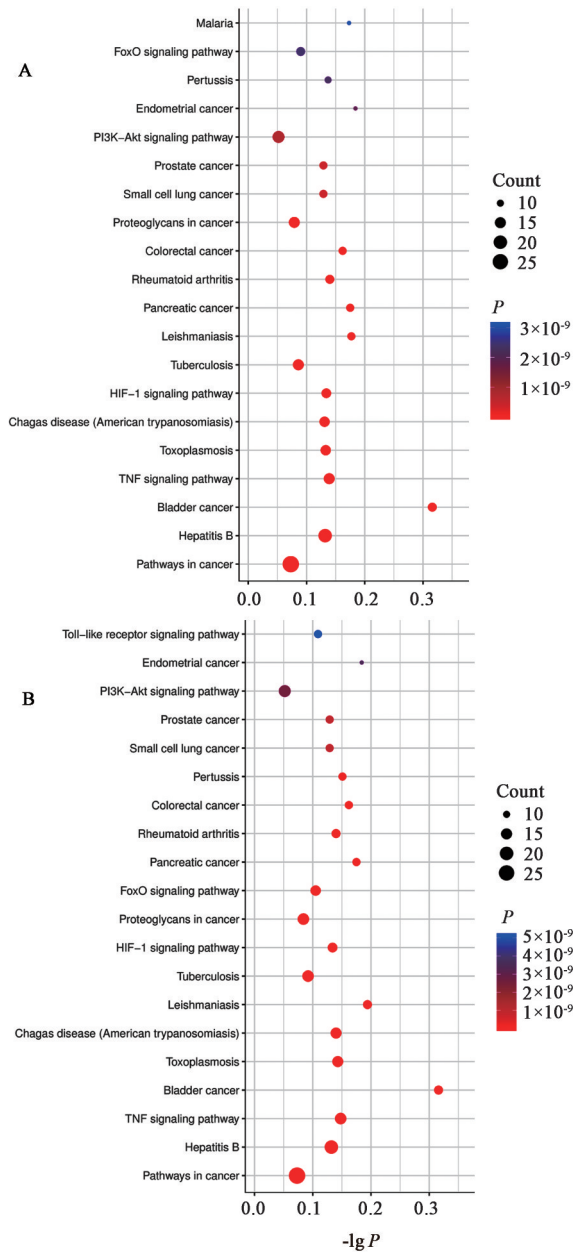 A
Malaria
FoxO signaling pathway
Pertussis
Endometrial cancer
PI3K−Akt signaling pathway
Prostate cancer
Small cell lung cancer
Proteoglycans in cancer
Colorectal cancer
Rheumatoid arthritis
Pancreatic cancer
Leishmaniasis
Tuberculosis
HIF−1 signaling pathway
Chagas disease (American trypanosomiasis)
Toxoplasmosis
TNF signaling pathway
Bladder cancer
Hepatitis B
Pathways in cancer
0.0 0.1 0.2 0.3
Count
10
15
20
25
P
3×10⁻⁹
2×10⁻⁹
1×10⁻⁹
B
Toll−like receptor signaling pathway
Endometrial cancer
PI3K−Akt signaling pathway
Prostate cancer
Small cell lung cancer
Pertussis
Colorectal cancer
Rheumatoid arthritis
Pancreatic cancer
FoxO signaling pathway
Proteoglycans in cancer
HIF−1 signaling pathway
Tuberculosis
Leishmaniasis
Chagas disease (American trypanosomiasis)
Toxoplasmosis
Bladder cancer
TNF signaling pathway
Hepatitis B
Pathways in cancer
0.0 0.1 0.2 0.3
-lg P
Count
10
15
20
25
P
5×10⁻⁹
4×10⁻⁹
3×10⁻⁹
2×10⁻⁹
1×10⁻⁹